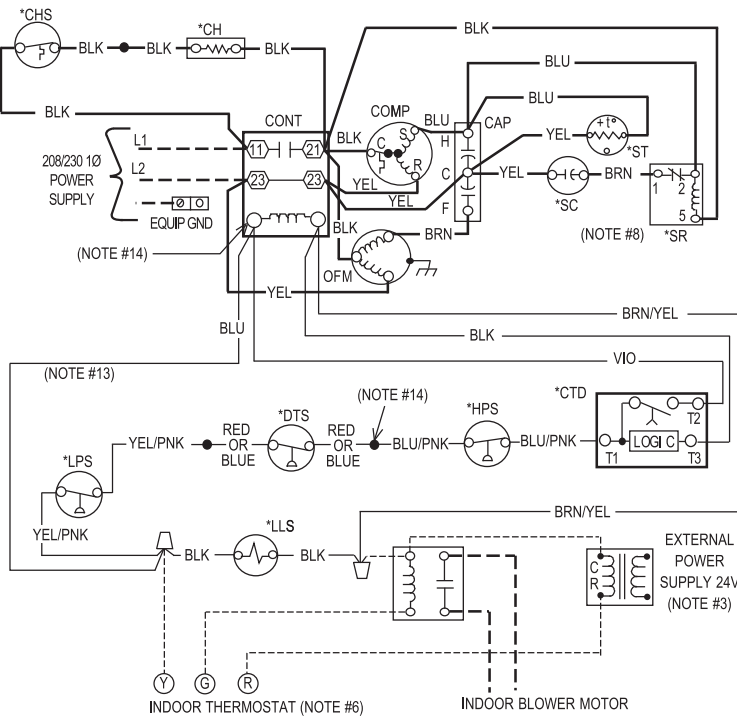 *CHS
BLK
BLK
*CH
BLK
BLK
BLU
BLU
BLK
CONT
COMP
BLU
CAP
H
+t°
*ST
YEL
L1
11
21
BLK
C
S
R
L2
208/230 1Ø
POWER
SUPPLY
23
23
YEL
YEL
C
YEL
*SC
BRN
1
2
5
*SR
(NOTE #8)
EQUIP GND
F
BLK
BRN
(NOTE #14)
OFM
YEL
BRN/YEL
BLU
BLK
VIO
(NOTE #13)
(NOTE #14)
*CTD
*DTS
*HPS
T2
RED
OR
BLUE
RED
OR
BLUE
YEL/PNK
BLU/PNK
BLU/PNK
LOGIC
T1
T3
*LPS
YEL/PNK
BRN/YEL
*LLS
BLK
BLK
EXTERNAL
POWER
SUPPLY 24V
(NOTE #3)
C
R
Y
G
R
INDOOR THERMOSTAT (NOTE #6)
INDOOR BLOWER MOTOR